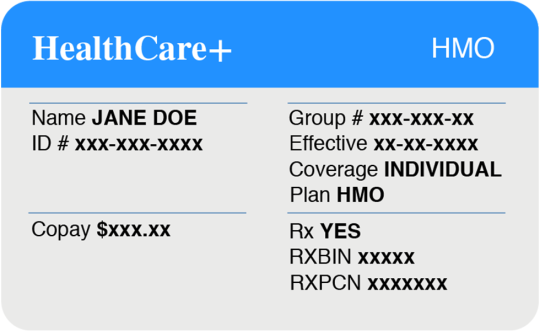 HealthCare+
HMO
Name JANE DOE
ID # xxx-xxx-xxxx
Group # xxx-xxx-xx
Effective xx-xx-xxxx
Coverage INDIVIDUAL
Plan HMO
Copay $xxx.xx
Rx YES
RXBIN xxxxx
RXPCN xxxxxxx